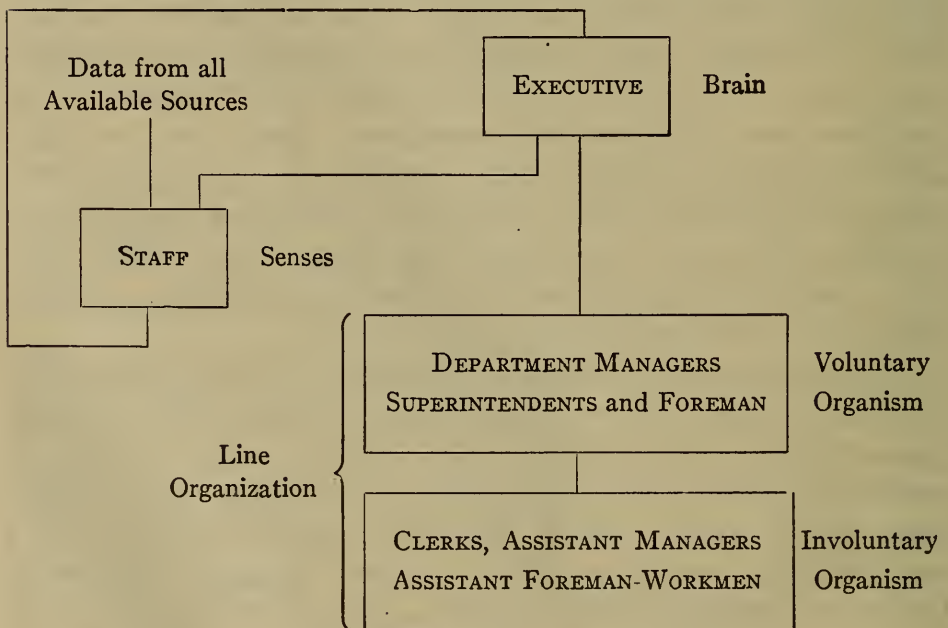 Data from all
Available Sources
EXECUTIVE
Brain
STAFF
Senses
DEPARTMENT MANAGERS
SUPERINTENDENTS and FOREMAN
Voluntary
Organism
Line
Organization
CLERKS, ASSISTANT MANAGERS
ASSISTANT FOREMAN-WORKMEN
Involuntary
Organism